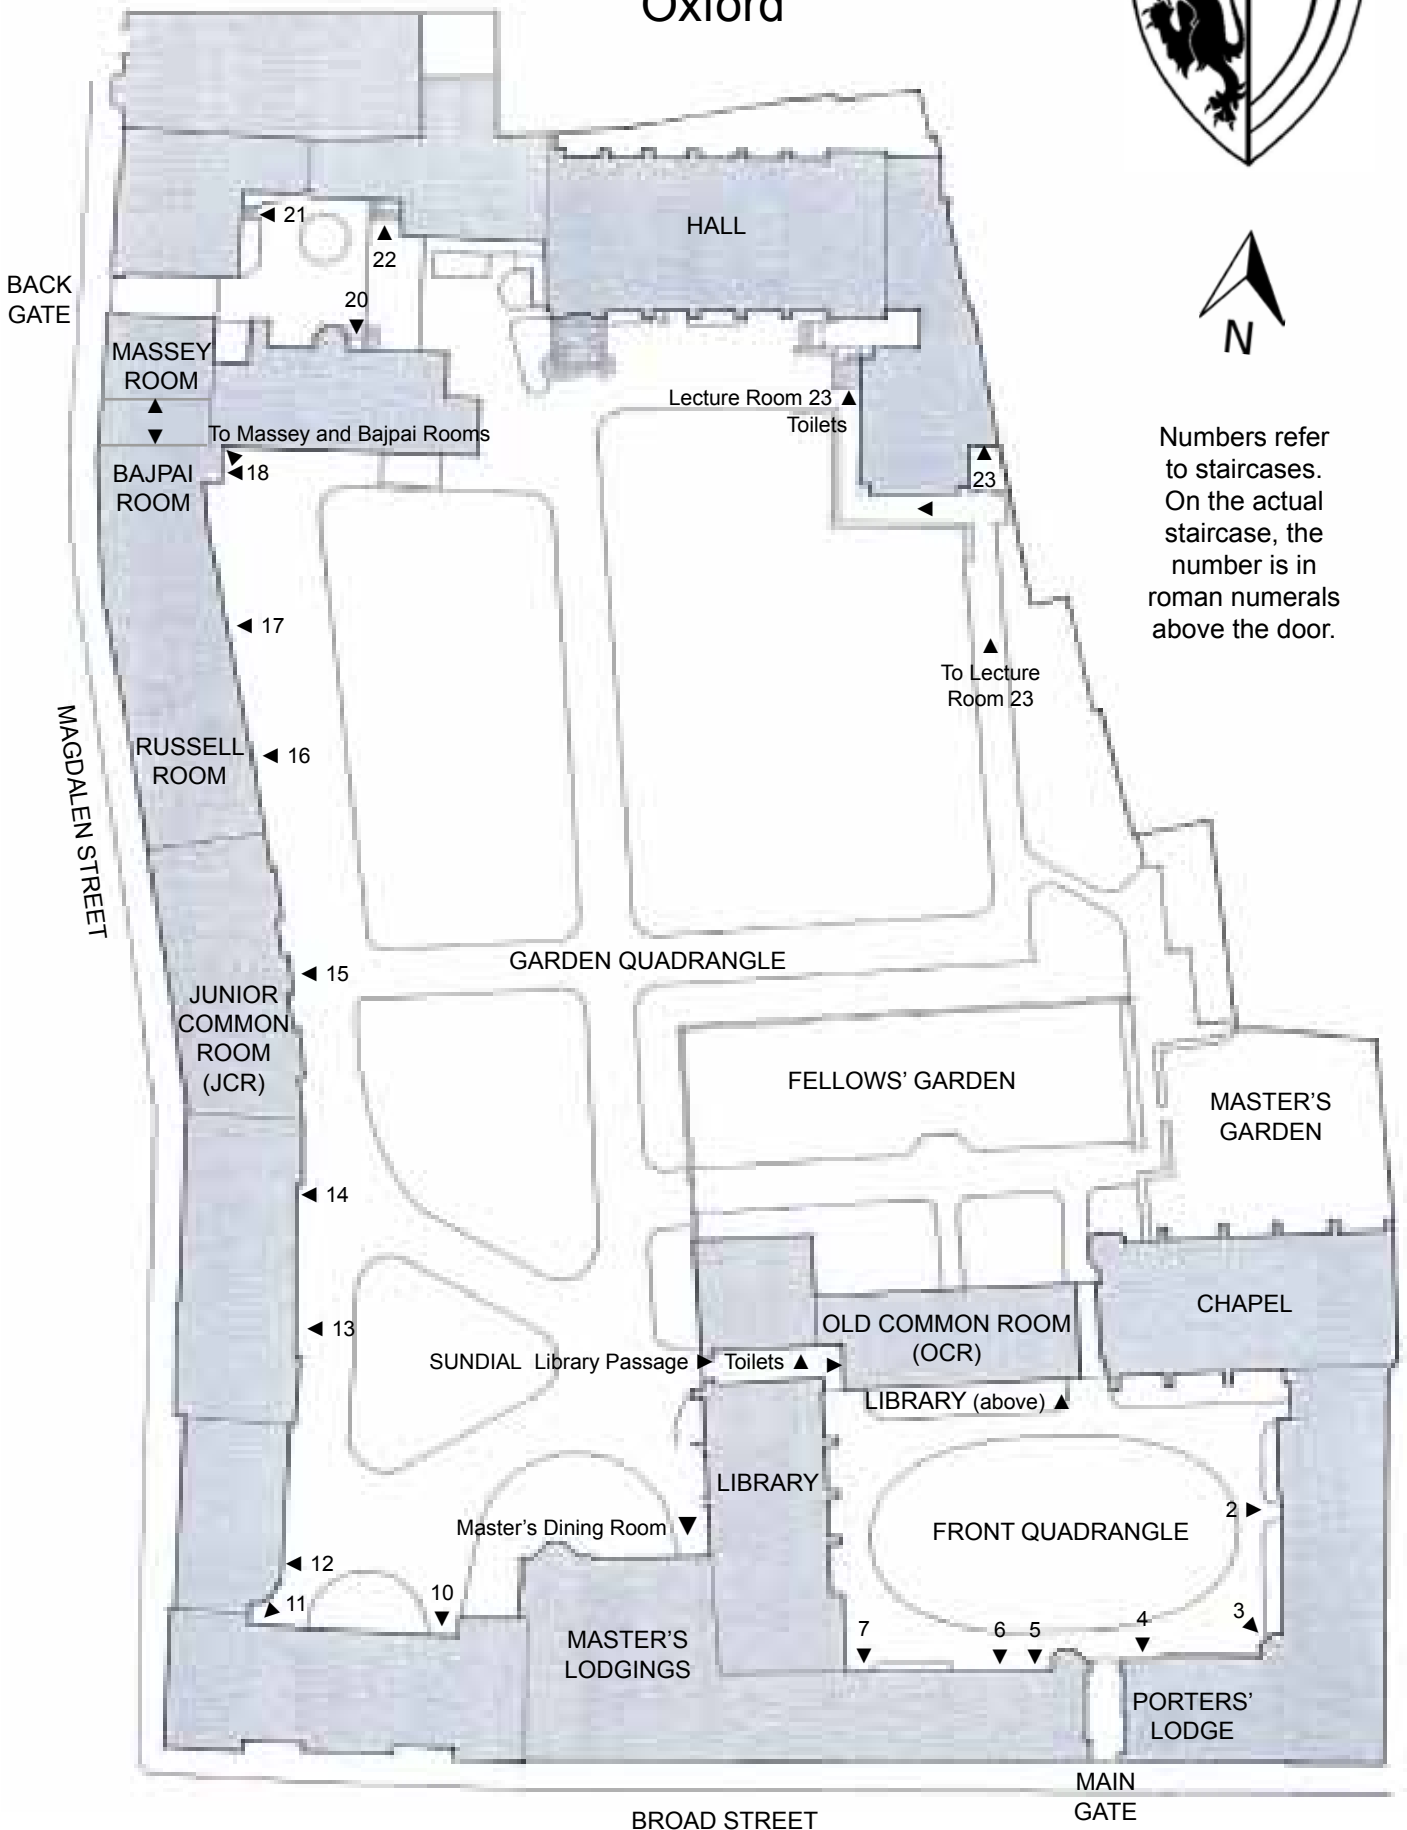 Oxford
21
HALL
22
BACK
GATE
20
N
MASSEY
ROOM
Lecture Room 23
Toilets
To Massey and Bajpai Rooms
Numbers refer
to staircases.
On the actual
staircase, the
number is in
roman numerals
above the door.
18
BAJPAI
ROOM
23
17
To Lecture
Room 23
MAGDALEN STREET
RUSSELL
ROOM
16
GARDEN QUADRANGLE
15
JUNIOR
COMMON
ROOM
(JCR)
FELLOWS' GARDEN
MASTER'S
GARDEN
14
CHAPEL
13
OLD COMMON ROOM
(OCR)
SUNDIAL Library Passage
Toilets
LIBRARY (above)
LIBRARY
2
Master's Dining Room
FRONT QUADRANGLE
12
11
10
3
7
6
5
4
MASTER'S
LODGINGS
PORTERS'
LODGE
MAIN
GATE
BROAD STREET